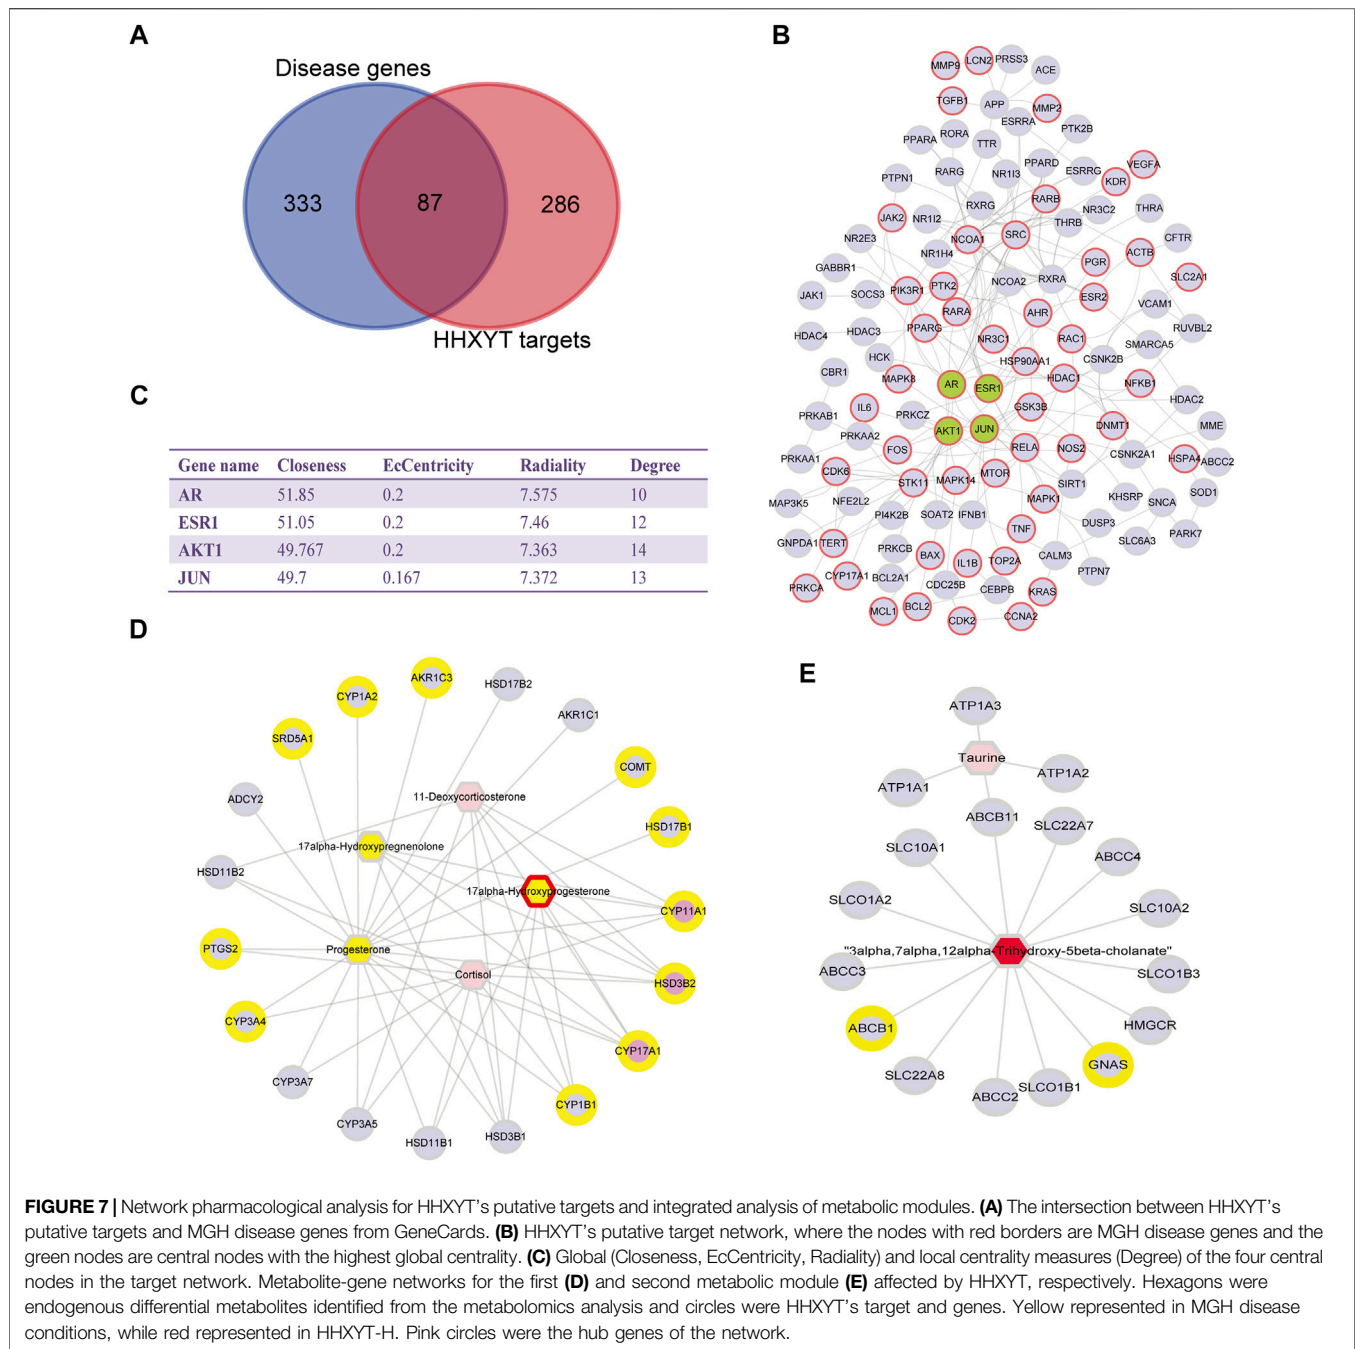 A
Disease genes
333
87
286
HHXYT targets
B
MMP9
LCN2
PRSS3
ACE
TGFB1
APP
MMP2
ESRRA
PTK2B
PPARA
RORA
TTR
PPARD
VEGFA
PTPN1
RARG
NR1I3
ESRRG
KDR
RXRG
RARB
NR3C2
THRA
JAK2
NR1I2
THRB
NR2E3
NCOA1
SRC
CFTR
NR1H4
ACTB
GABBR1
PGR
SLC2A1
JAK1
SOCS3
PIK3R1
PTK2
NCOA2
RXRA
ESR2
VCAM1
RARA
AHR
HDAC4
HDAC3
PPARG
RUVBL2
NR3C1
RAC1
SMARCA5
HCK
HSP90AA1
CSNK2B
CBR1
MAPK8
AR
ESR1
HDAC1
NFKB1
HDAC2
IL6
PRKCZ
GSK3B
PRKAB1
AKT1
JUN
DNMT1
MME
PRKAA2
FOS
RELA
NOS2
CSNK2A1
HSPA4
ABCC2
PRKAA1
CDK6
STK11
MAPK14
MTOR
SIRT1
MAPK1
KHSRP
SNCA
SOD1
MAP3K5
NFE2L2
PI4K2B
SOAT2
IFNB1
TNF
DUSP3
PARK7
GNPDA1
TERT
PRKCB
SLC6A3
BAX
IL1B
TOP2A
CALM3
PTPN7
PRKCA
CYP17A1
BCL2A1
CDC25B
CEBPB
KRAS
MCL1
BCL2
CDK2
CCNA2
C
Gene name Closeness EcCentricity Radiality Degree
AR 51.85 0.2 7.575 10
ESR1 51.05 0.2 7.46 12
AKT1 49.767 0.2 7.363 14
JUN 49.7 0.167 7.372 13
D
AKR1C3
HSD17B2
CYP1A2
AKR1C1
SRD5A1
COMT
ADCY2
11-Deoxycorticosterone
HSD17B1
17alpha-Hydroxypregnenolone
HSD11B2
17alpha-Hydroxyprogesterone
CYP11A1
PTGS2
Progesterone
Cortisol
HSD3B2
CYP3A4
CYP17A1
CYP3A7
CYP1B1
CYP3A5
HSD11B1
HSD3B1
E
ATP1A3
Taurine
ATP1A2
ATP1A1
ABCB11
SLC22A7
SLC10A1
ABCC4
SLCO1A2
SLC10A2
"3alpha,7alpha,12alpha-Trihydroxy-5beta-cholanate"
ABCC3
SLCO1B3
ABCB1
HMGCR
GNAS
SLC22A8
SLCO1B1
ABCC2
FIGURE 7 | Network pharmacological analysis for HHXYT's putative targets and integrated analysis of metabolic modules. (A) The intersection between HHXYT's
putative targets and MGH disease genes from GeneCards. (B) HHXYT's putative target network, where the nodes with red borders are MGH disease genes and the
green nodes are central nodes with the highest global centrality. (C) Global (Closeness, EcCentricity, Radiality) and local centrality measures (Degree) of the four central
nodes in the target network. Metabolite-gene networks for the first (D) and second metabolic module (E) affected by HHXYT, respectively. Hexagons were
endogenous differential metabolites identified from the metabolomics analysis and circles were HHXYT's target and genes. Yellow represented in MGH disease
conditions, while red represented in HHXYT-H. Pink circles were the hub genes of the network.